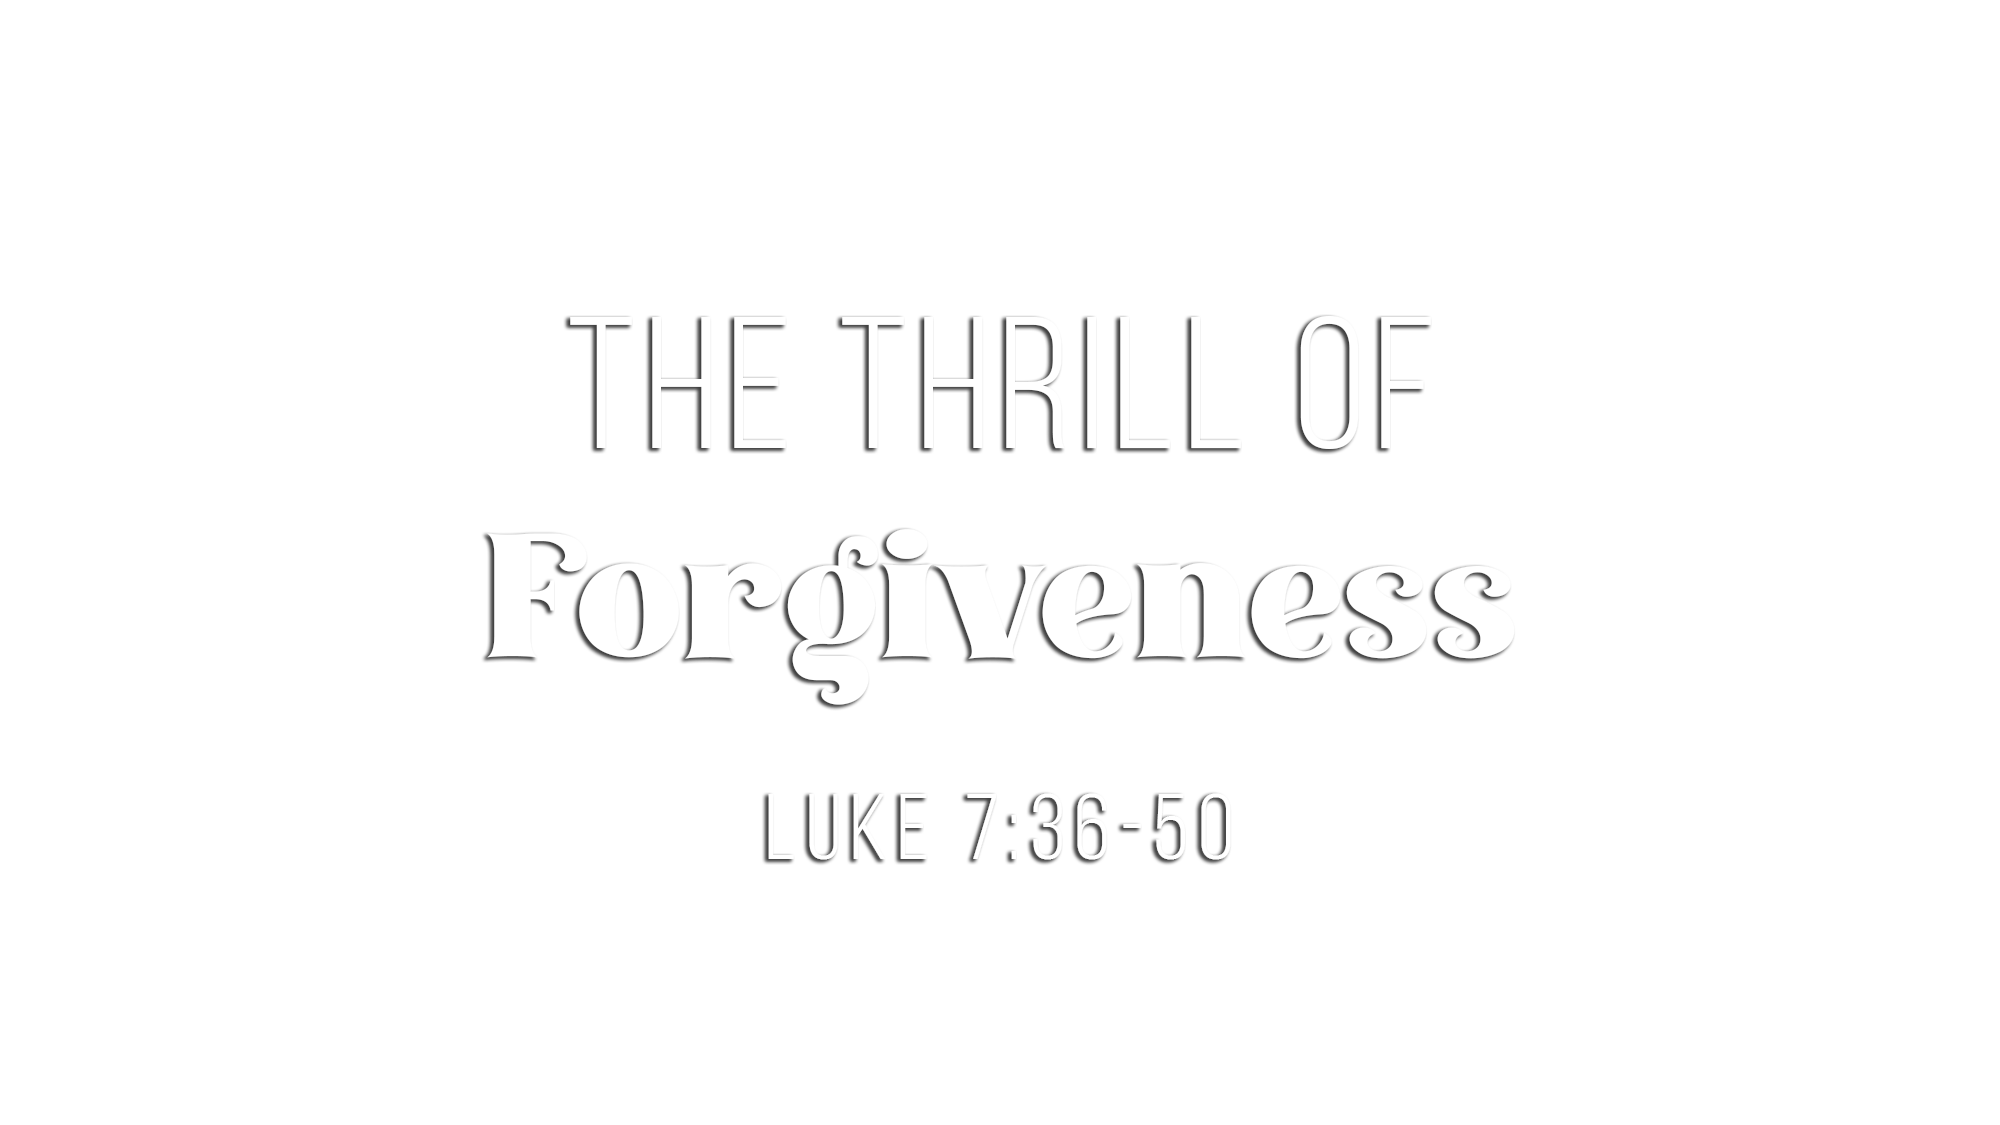 THE THRILL OF
Forgiveness
LUKE 7:36-50